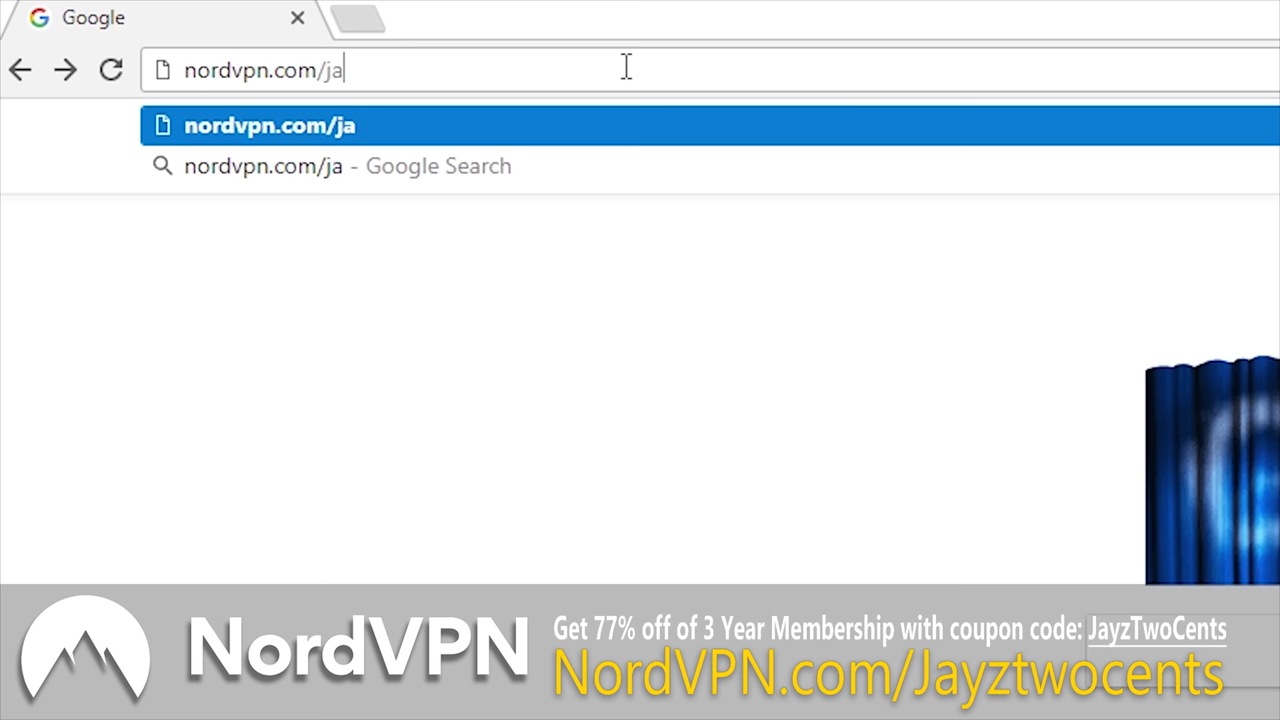 Google
nordvpn.com/ja
nordvpn.com/ja
nordvpn.com/ja - Google Search
NordVPN
Get 77% off of 3 Year Membership with coupon code: JayzTwoCents
NordVPN.com/Jayztwocents